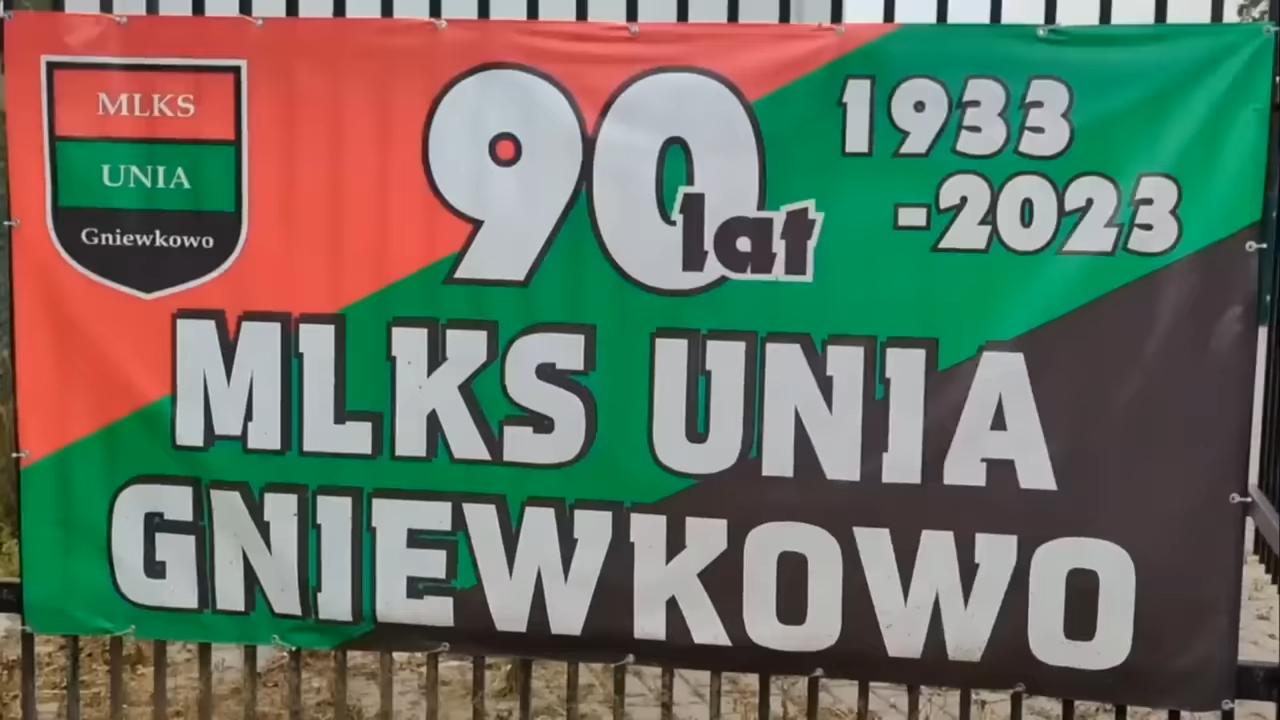 MLKS
UNIA
Gniewkowo
90 lat
1933
-2023
MLKS UNIA
GNIEWKOWO